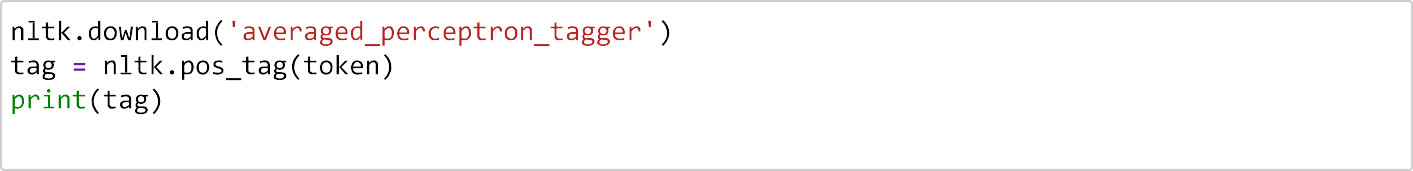 nltk.download('averaged_perceptron_tagger')
tag = nltk.pos_tag(token)
print(tag)